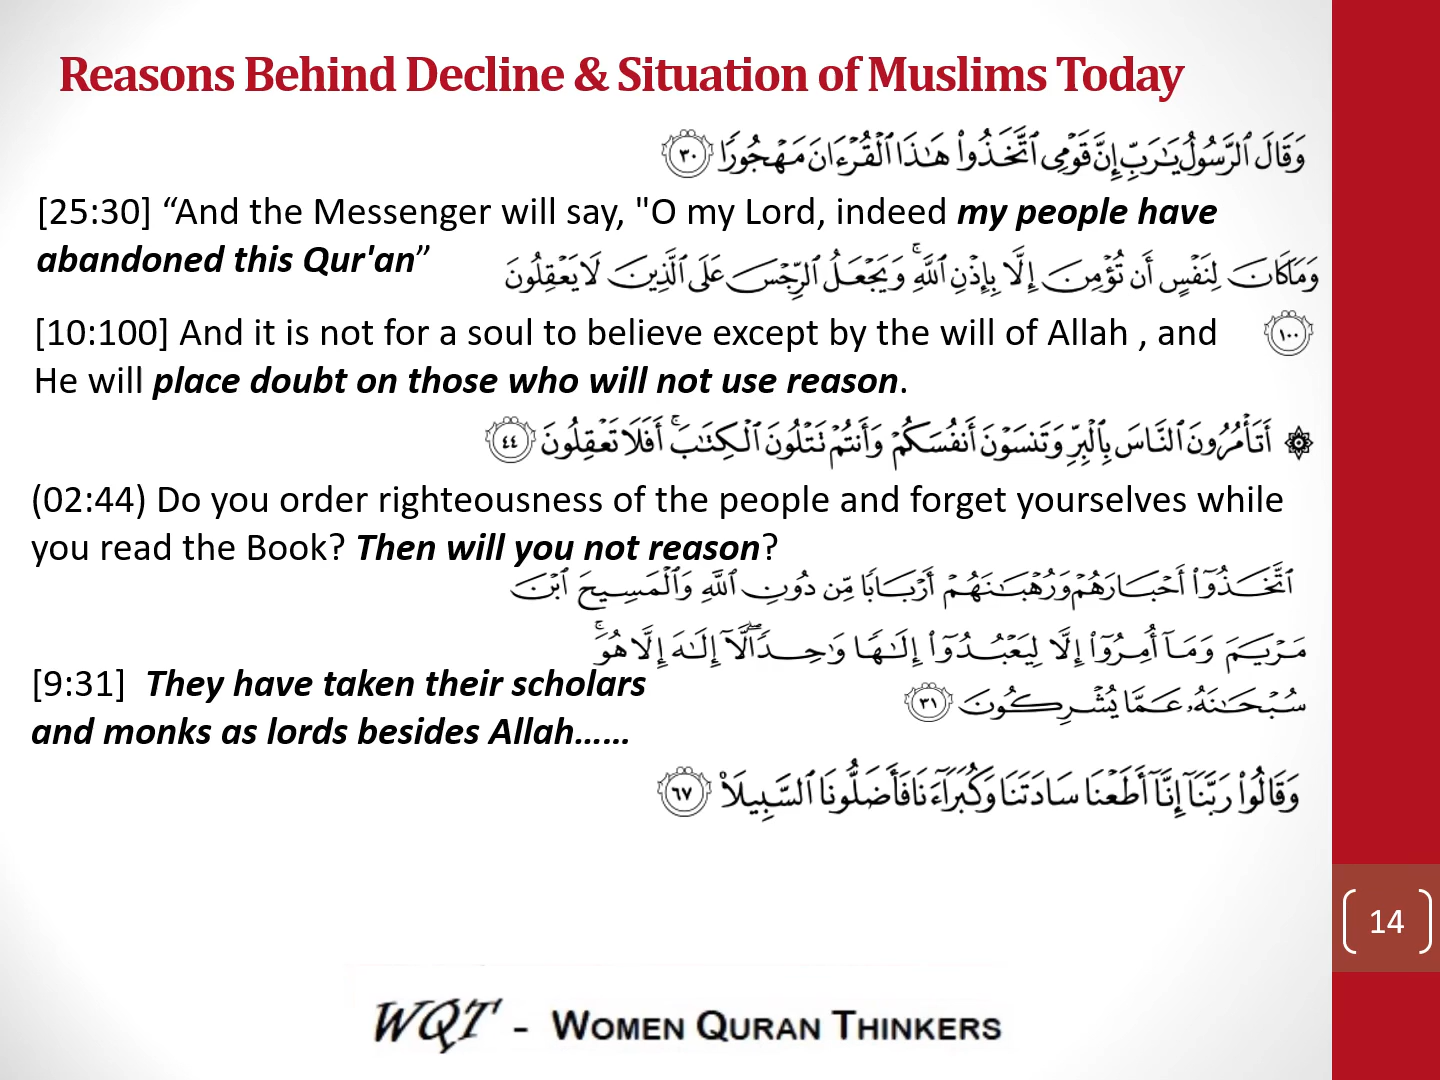 Reasons Behind Decline & Situation of Muslims Today
وَقَالَ ٱلرَّسُولُ يَٰرَبِّ إِنَّ قَوْمِى ٱتَّخَذُوا۟ هَٰذَا ٱلْقُرْءَانَ مَهْجُورًا ٣٠
[25:30] “And the Messenger will say, "O my Lord, indeed my people have
abandoned this Qur'an”
وَمَا كَانَ لِنَفْسٍ أَن تُؤْمِنَ إِلَّا بِإِذْنِ ٱللَّهِ ۚ وَيَجْعَلُ ٱلرِّجْسَ عَلَى ٱلَّذِينَ لَا يَعْقِلُونَ
١٠٠
[10:100] And it is not for a soul to believe except by the will of Allah , and
He will place doubt on those who will not use reason.
۞ أَتَأْمُرُونَ ٱلنَّاسَ بِٱلْبِرِّ وَتَنسَوْنَ أَنفُسَكُمْ وَأَنتُمْ تَتْلُونَ ٱلْكِتَٰبَ ۚ أَفَلَا تَعْقِلُونَ ٤٤
(02:44) Do you order righteousness of the people and forget yourselves while
you read the Book? Then will you not reason?
ٱتَّخَذُوٓا۟ أَحْبَارَهُمْ وَرُهْبَٰنَهُمْ أَرْبَابًا مِّن دُونِ ٱللَّهِ وَٱلْمَسِيحَ ٱبْنَ
مَرْيَمَ وَمَآ أُمِرُوٓا۟ إِلَّا لِيَعْبُدُوٓا۟ إِلَٰهًا وَٰحِدًا ۖ لَّآ إِلَٰهَ إِلَّا هُوَ ۚ
سُبْحَٰنَهُۥ عَمَّا يُشْرِكُونَ ٣١
[9:31] They have taken their scholars
and monks as lords besides Allah……
وَقَالُوا۟ رَبَّنَآ إِنَّآ أَطَعْنَا سَادَتَنَا وَكُبَرَآءَنَا فَأَضَلُّونَا ٱلسَّبِيلَا۠ ٦٧
14
WQT - WOMEN QURAN THINKERS